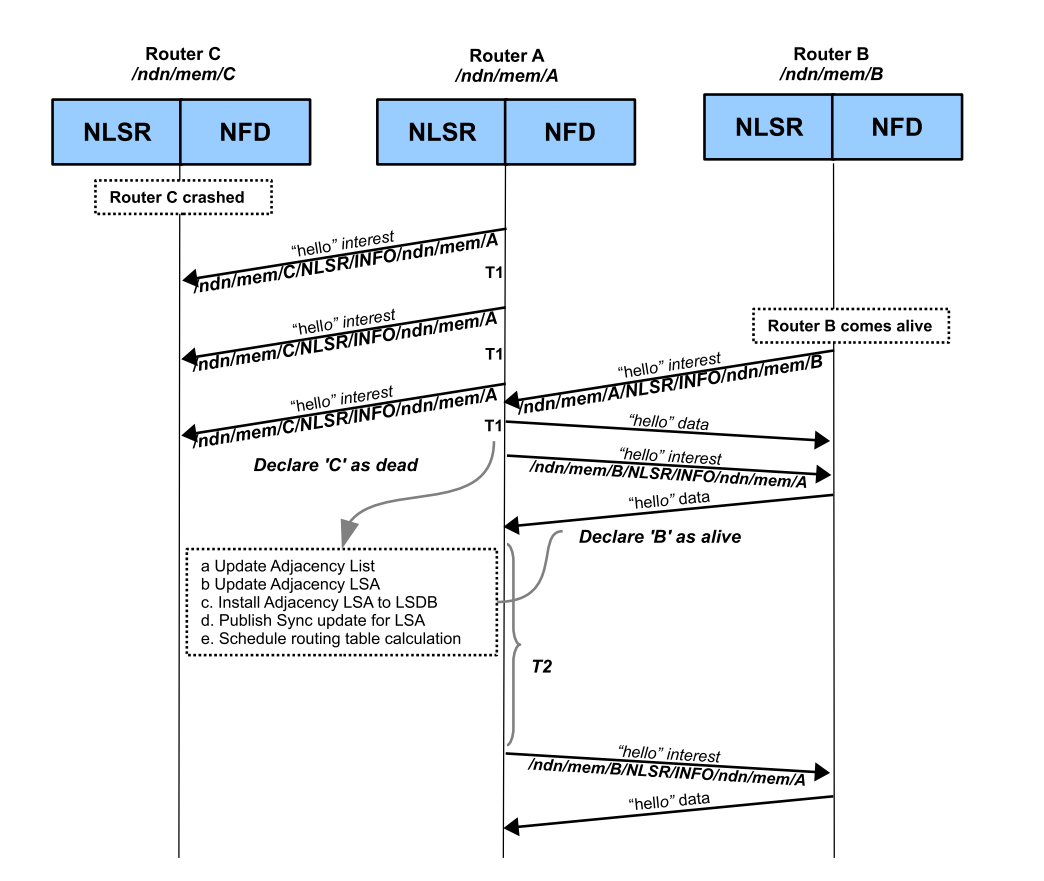 Router C
/ndn/mem/C
Router A
/ndn/mem/A
Router B
/ndn/mem/B
NLSR
NFD
NLSR
NFD
NLSR
NFD
Router C crashed
“hello” interest
/ndn/mem/C/NLSR/INFO/ndn/mem/A
T1
“hello” interest
/ndn/mem/C/NLSR/INFO/ndn/mem/A
T1
Router B comes alive
“hello” interest
/ndn/mem/A/NLSR/INFO/ndn/mem/B
“hello” interest
/ndn/mem/C/NLSR/INFO/ndn/mem/A
T1
“hello” data
Declare 'C' as dead
“hello” interest
/ndn/mem/B/NLSR/INFO/ndn/mem/A
“hello” data
Declare 'B' as alive
a Update Adjacency List
b Update Adjacency LSA
c. Install Adjacency LSA to LSDB
d. Publish Sync update for LSA
e. Schedule routing table calculation
T2
“hello” interest
/ndn/mem/B/NLSR/INFO/ndn/mem/A
“hello” data